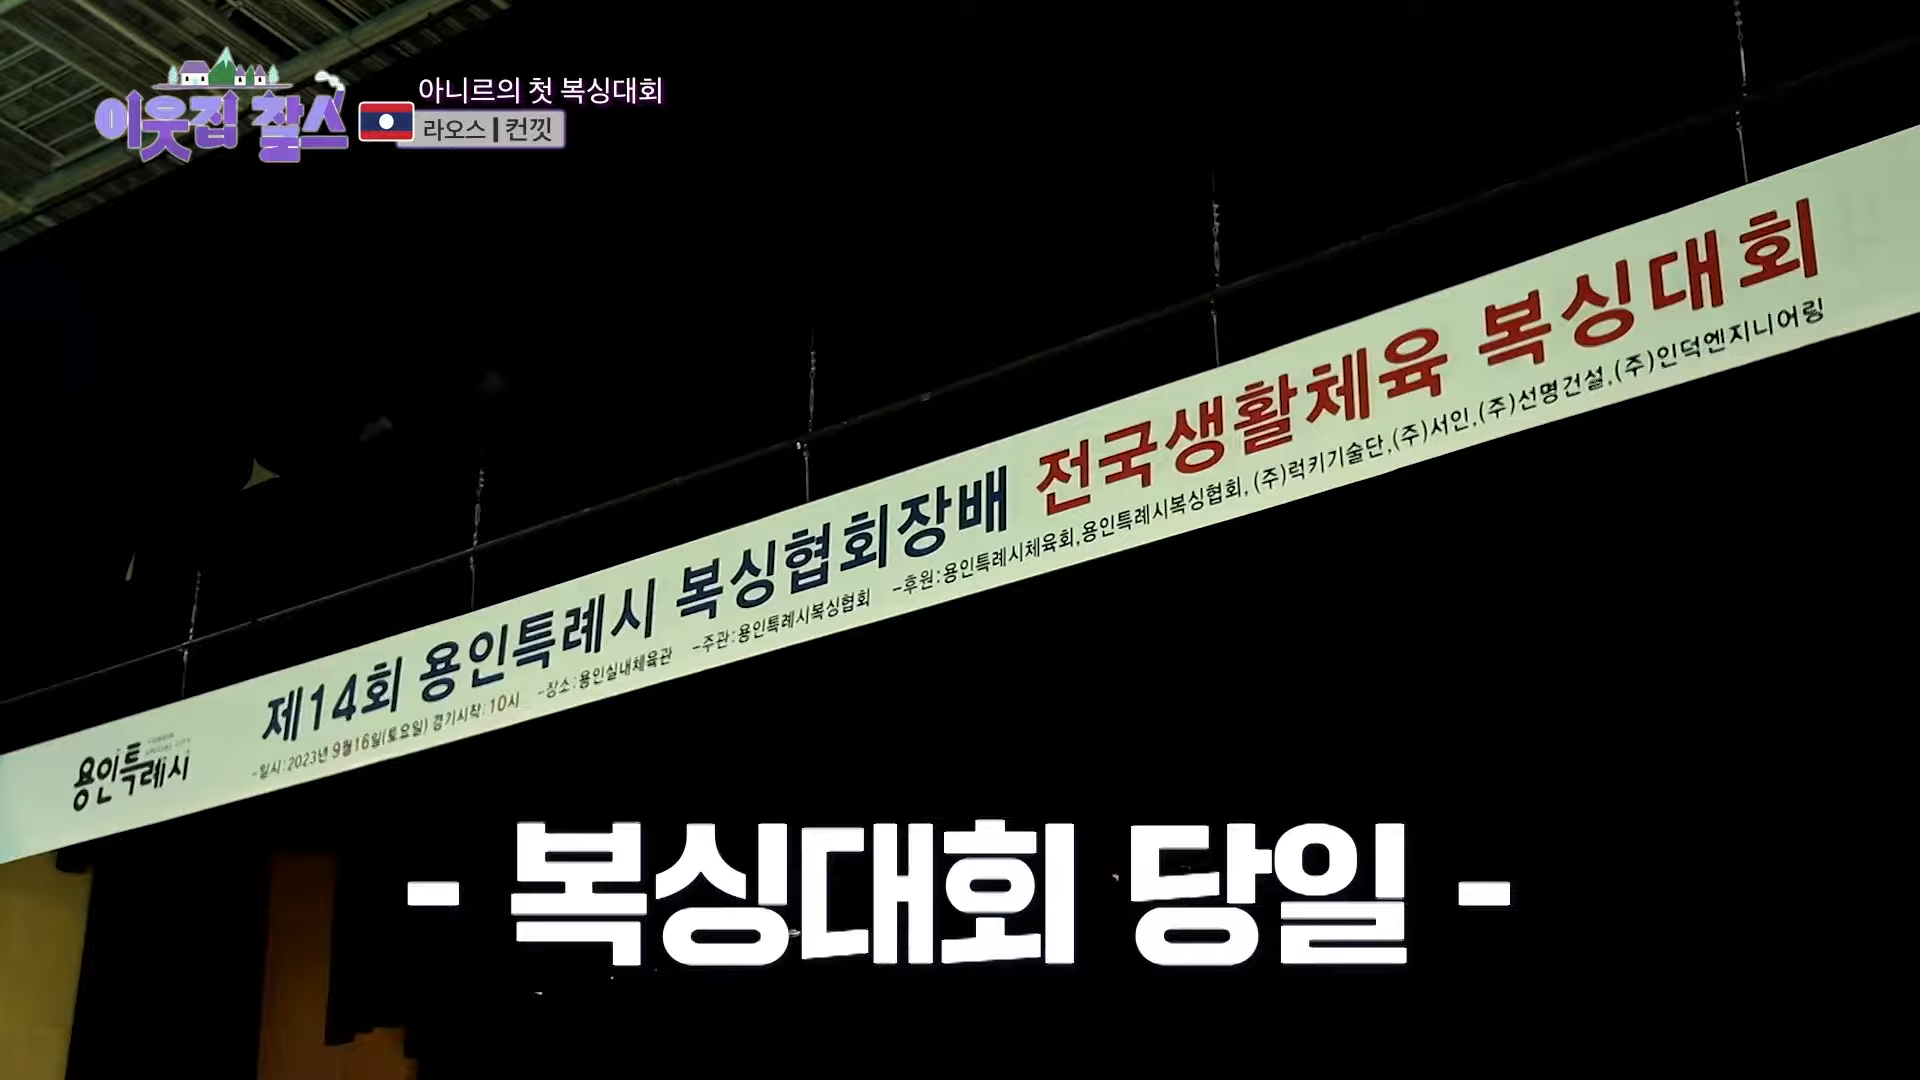 이웃집 찰스
아니르의 첫 복싱대회
라오스 | 컨낏
제14회 용인특례시 복싱협회장배 전국생활체육 복싱대회
-일시:2023년 9월16일(토요일) 경기시작:10시 -장소:용인실내체육관 -주관:용인특례시복싱협회 -후원:용인특례시체육회,용인특례시복싱협회,(주)럭키기술단,(주)서인,(주)선명건설,(주)인덕엔지니어링
용인특례시
- 복싱대회 당일 -